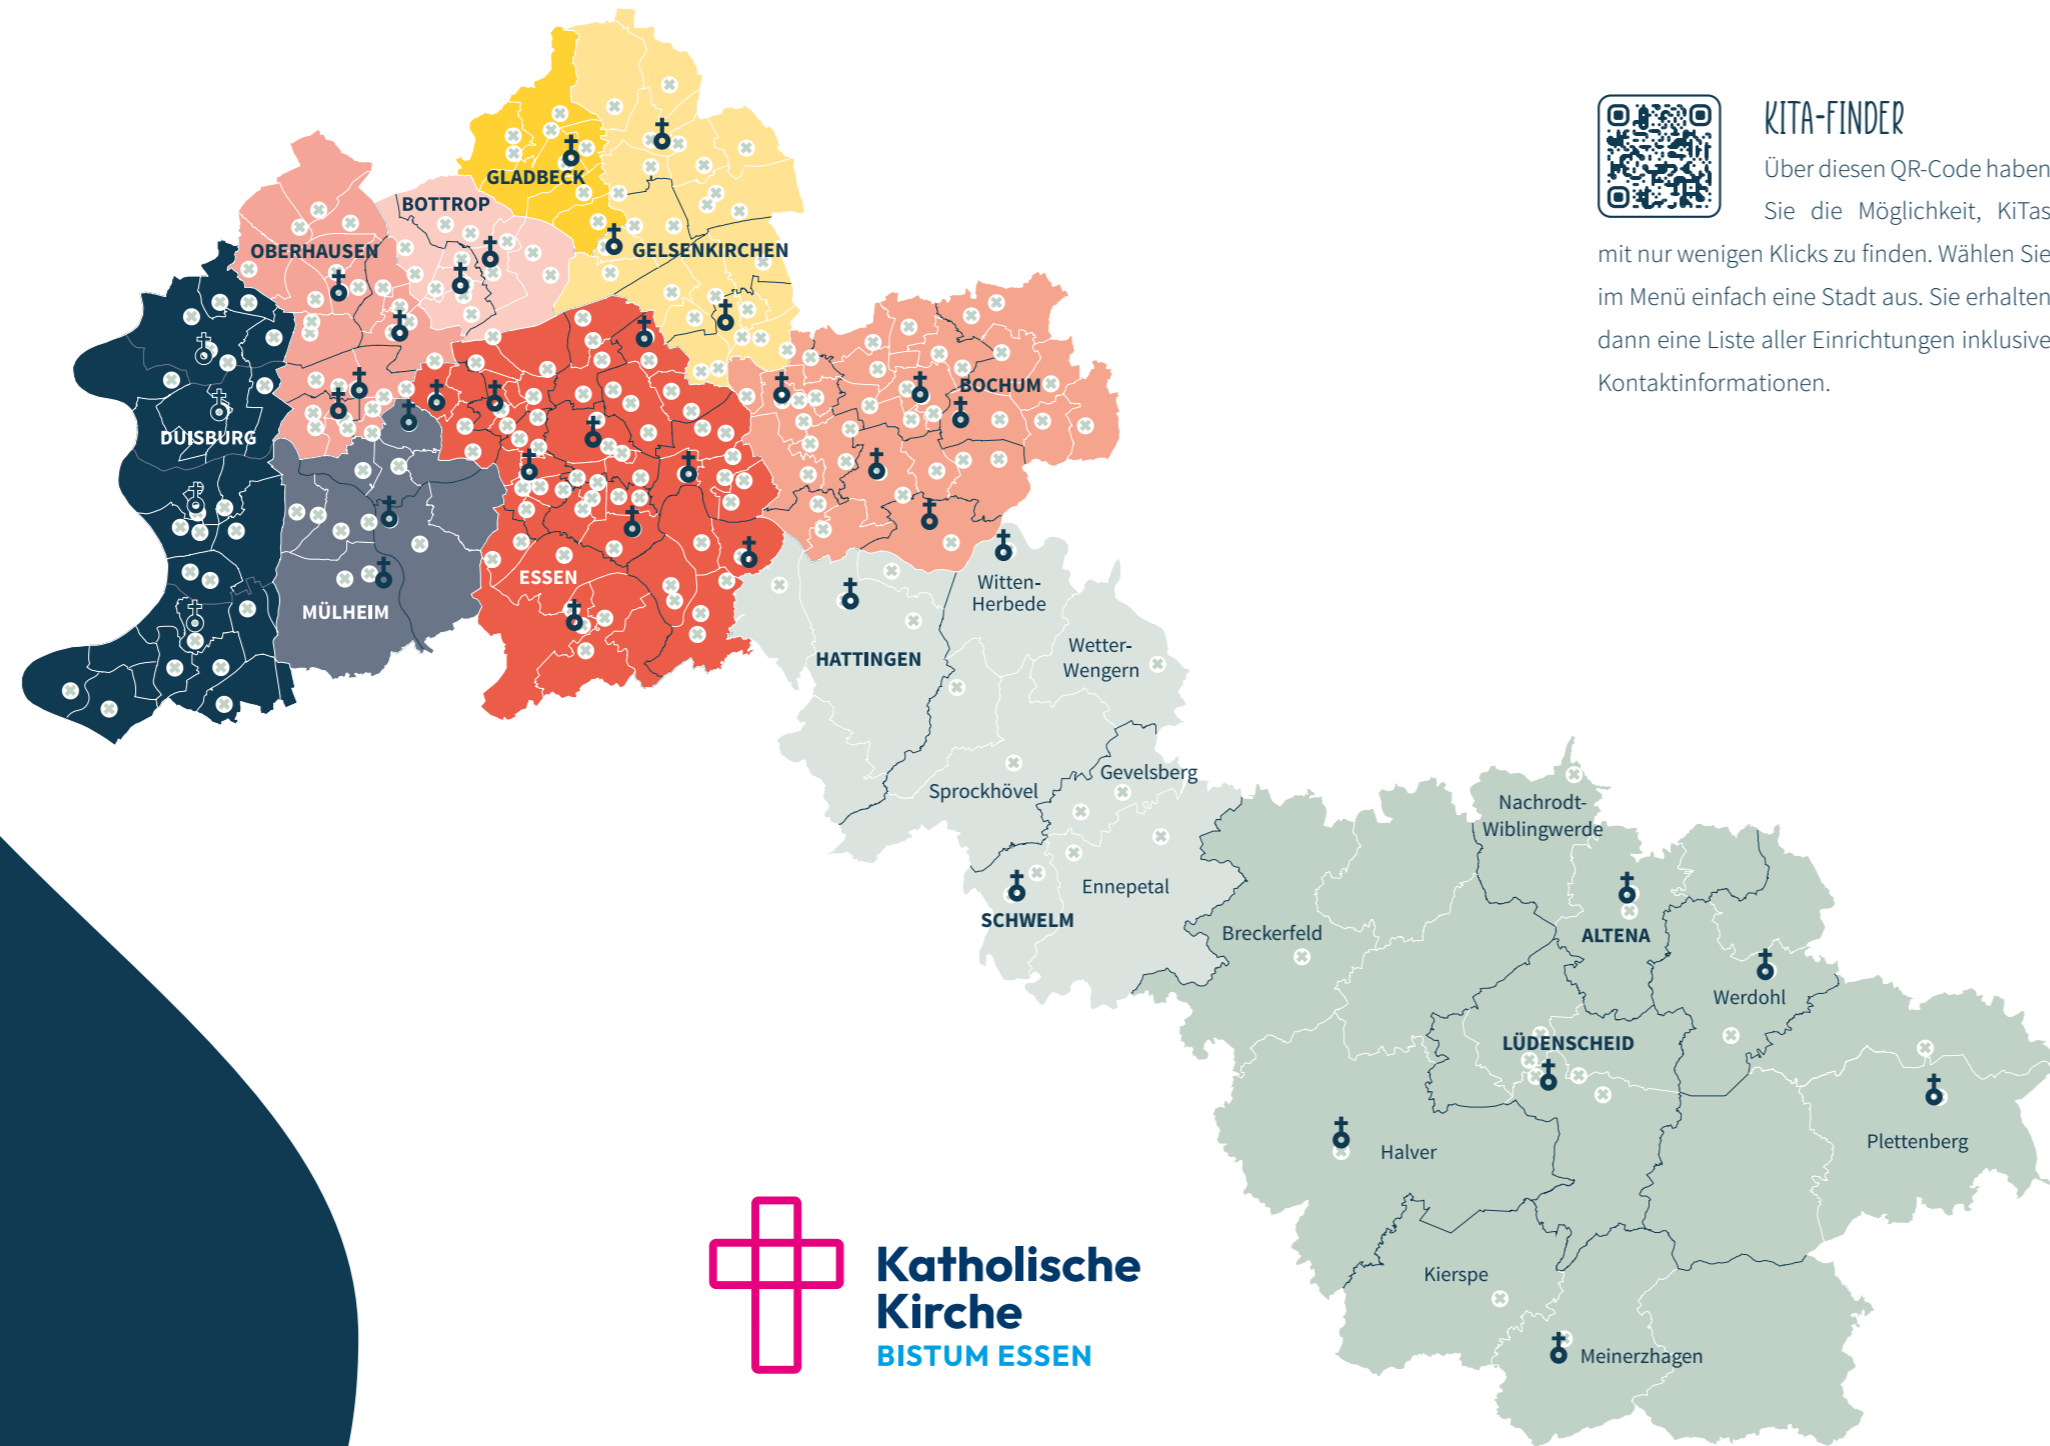 KITA-FINDER
Über diesen QR-Code haben
Sie die Möglichkeit, KiTas
mit nur wenigen Klicks zu finden. Wählen Sie
im Menü einfach eine Stadt aus. Sie erhalten
dann eine Liste aller Einrichtungen inklusive
Kontaktinformationen.
GLADBECK
BOTTROP
OBERHAUSEN
GELSENKIRCHEN
BOCHUM
DUISBURG
ESSEN
MÜLHEIM
Witten-
Herbede
HATTINGEN
Wetter-
Wengern
Sprockhövel
Gevelsberg
Nachrodt-
Wiblingwerde
Ennepetal
SCHWELM
Breckerfeld
ALTENA
Werdohl
LÜDENSCHEID
Halver
Plettenberg
Kierspe
Meinerzhagen
Katholische
Kirche
BISTUM ESSEN